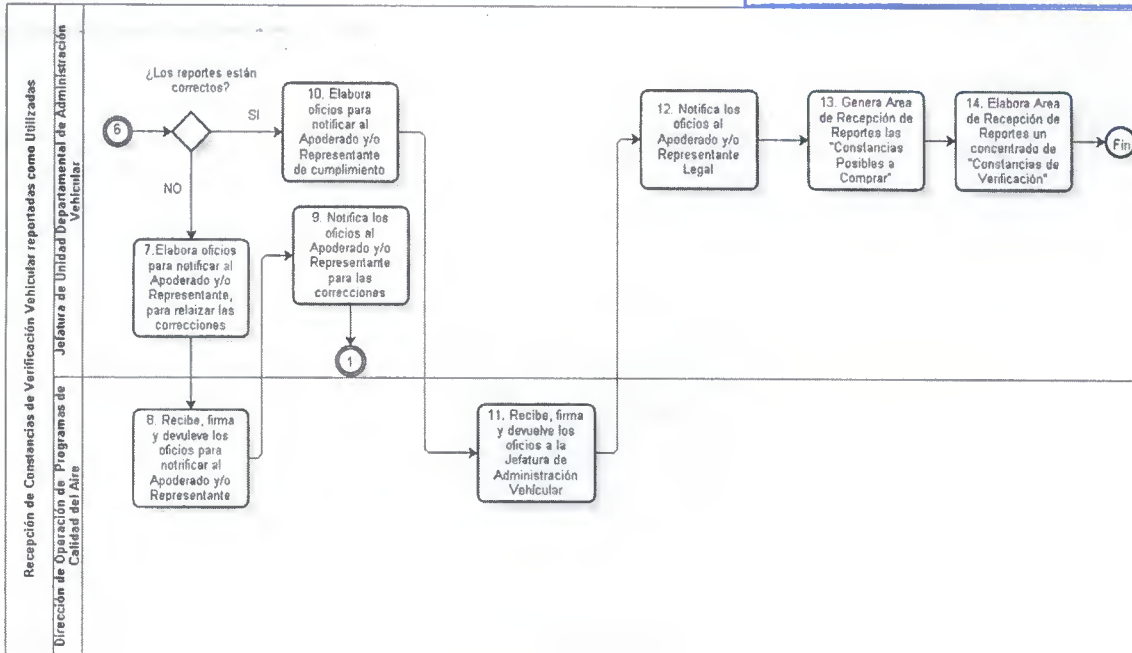 Recepción de Constancias de Verificación Vehicular reportadas como Utilizadas
Jefatura de Unidad Departamental de Administración
Vehicular
¿Los reportes están
correctos?
6
SI
NO
10. Elabora
oficios para
notificar al
Apoderado y/o
Representante
de cumplimiento
7.Elabora oficios
para notificar al
Apoderado y/o
Representante,
para relaizar las
correcciones
9. Notifica los
oficios al
Apoderado y/o
Representante
para las
correcciones
1
12. Notifica los
oficios al
Apoderado y/o
Representante
Legal
13. Genera Area
de Recepción de
Reportes las
"Constancias
Posibles a
Comprar"
14. Elabora Area
de Recepción de
Reportes un
concentrado de
"Constancias de
Verificación"
Fin
Dirección de Operación de Programas de
Calidad del Aire
8. Recibe, firma
y devuleve los
oficios para
notrificar al
Apoderado y/o
Representante
11. Recibe, firma
y devuelve los
oficios a la
Jefatura de
Administración
Vehícular